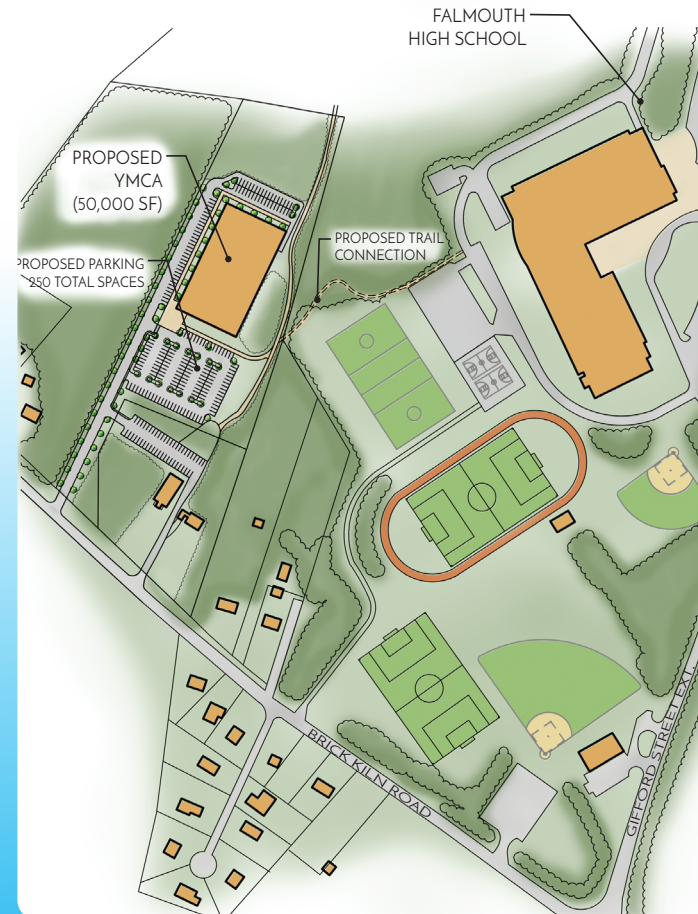 FALMOUTH
HIGH SCHOOL
PROPOSED
YMCA
(50,000 SF)
PROPOSED TRAIL
CONNECTION
PROPOSED PARKING
250 TOTAL SPACES
BRICK KILN ROAD
GIFFORD STREET EXT.